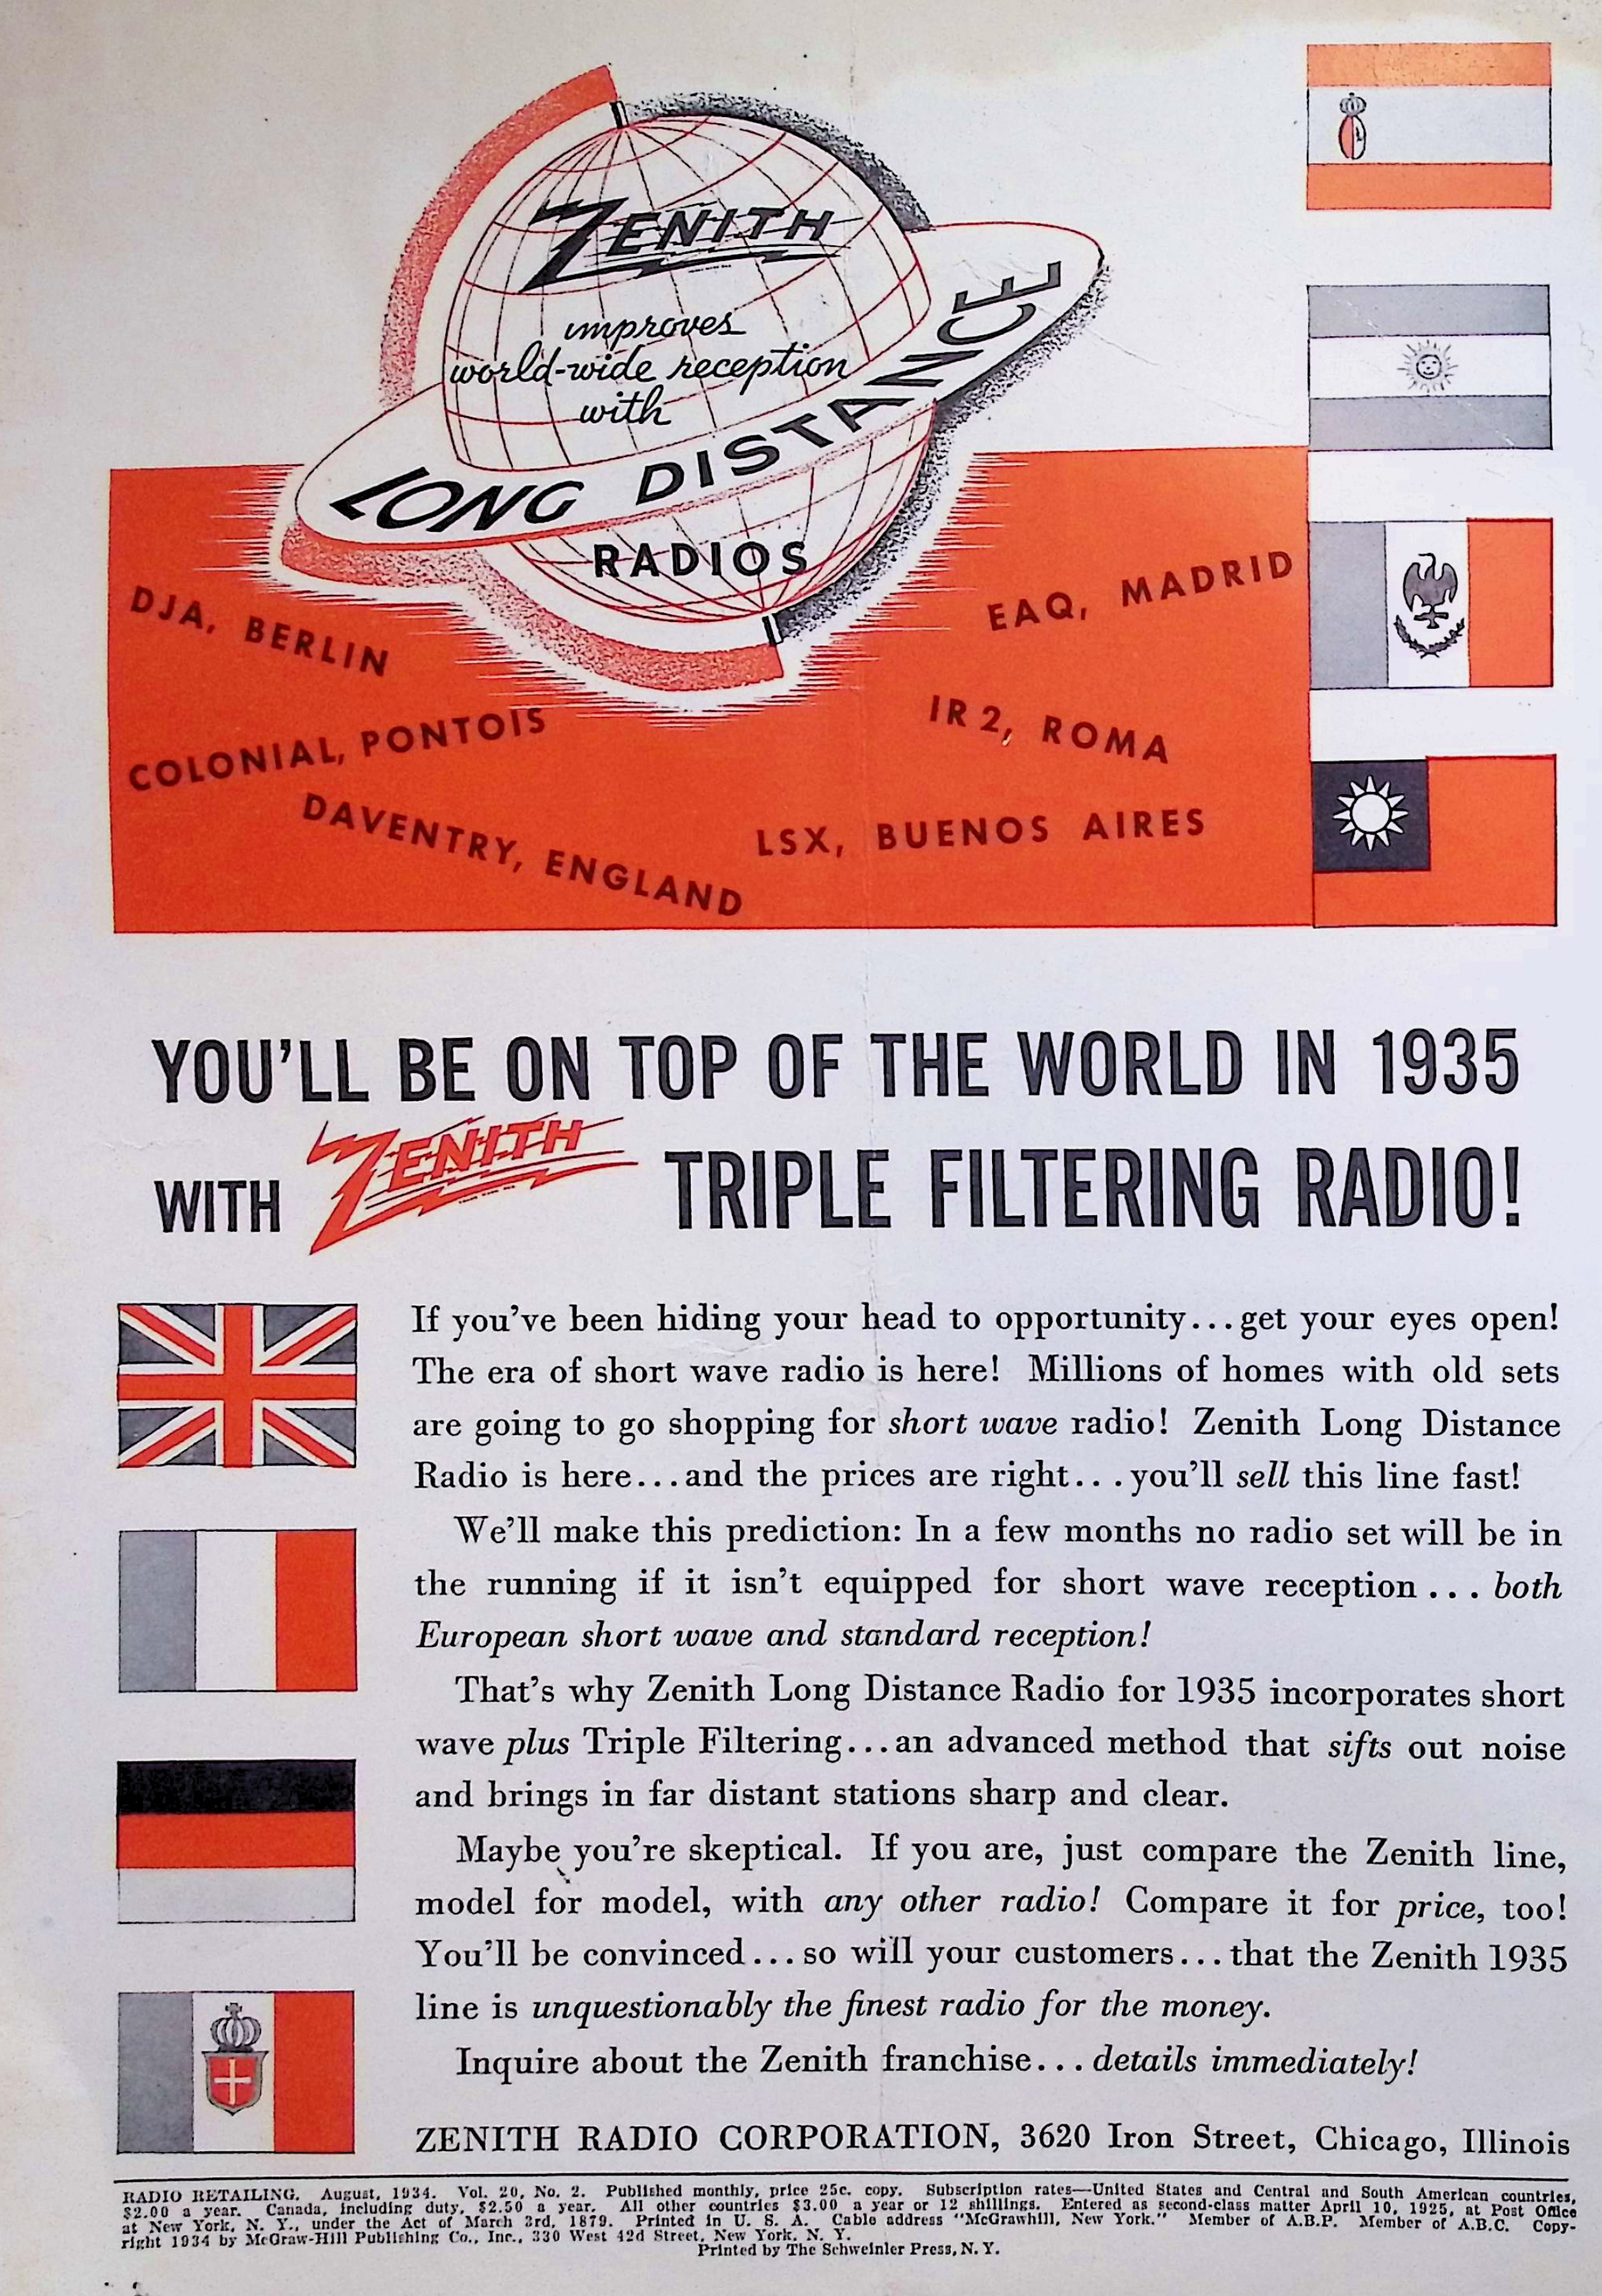 ZENITH
improves
world-wide reception
with
LONG DISTANCE
RADIOS
DJA, BERLIN
EAQ, MADRID
COLONIAL, PONTOIS
IR 2, ROMA
DAVENTRY, ENGLAND
LSX, BUENOS AIRES
YOU'LL BE ON TOP OF THE WORLD IN 1935
WITH ZENITH TRIPLE FILTERING RADIO!
If you've been hiding your head to opportunity...get your eyes open!
The era of short wave radio is here! Millions of homes with old sets
are going to go shopping for short wave radio! Zenith Long Distance
Radio is here...and the prices are right...you'll sell this line fast!
We'll make this prediction: In a few months no radio set will be in
the running if it isn't equipped for short wave reception... both
European short wave and standard reception!
That's why Zenith Long Distance Radio for 1935 incorporates short
wave plus Triple Filtering...an advanced method that sifts out noise
and brings in far distant stations sharp and clear.
Maybe you're skeptical. If you are, just compare the Zenith line,
model for model, with any other radio! Compare it for price, too!
You'll be convinced...so will your customers...that the Zenith 1935
line is unquestionably the finest radio for the money.
Inquire about the Zenith franchise... details immediately!
ZENITH RADIO CORPORATION, 3620 Iron Street, Chicago, Illinois
RADIO RETAILING, August, 1934. Vol. 20, No. 2. Published monthly, price 25c. copy. Subscription rates—United States and Central and South American countries,
$2.00 a year. Canada, including duty, $2.50 a year. All other countries $3.00 a year or 12 shillings. Entered as second-class matter April 10, 1925, at Post Office
at New York, N. Y., under the Act of March 3rd, 1879. Printed in U. S. A. Cable address "McGrawhill, New York." Member of A.B.P. Member of A.B.C. Copy-
right 1934 by McGraw-Hill Publishing Co., Inc., 330 West 42d Street, New York, N. Y.
Printed by The Schweinler Press, N. Y.